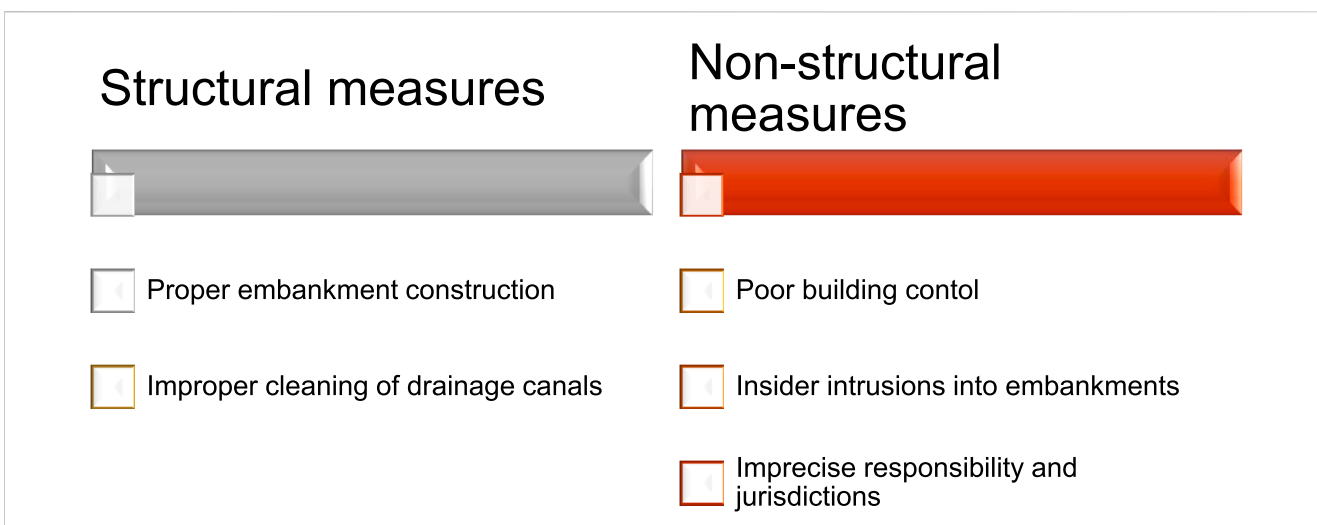 Structural measures
Proper embankment construction
Improper cleaning of drainage canals
Non-structural
measures
Poor building contol
Insider intrusions into embankments
Imprecise responsibility and
jurisdictions